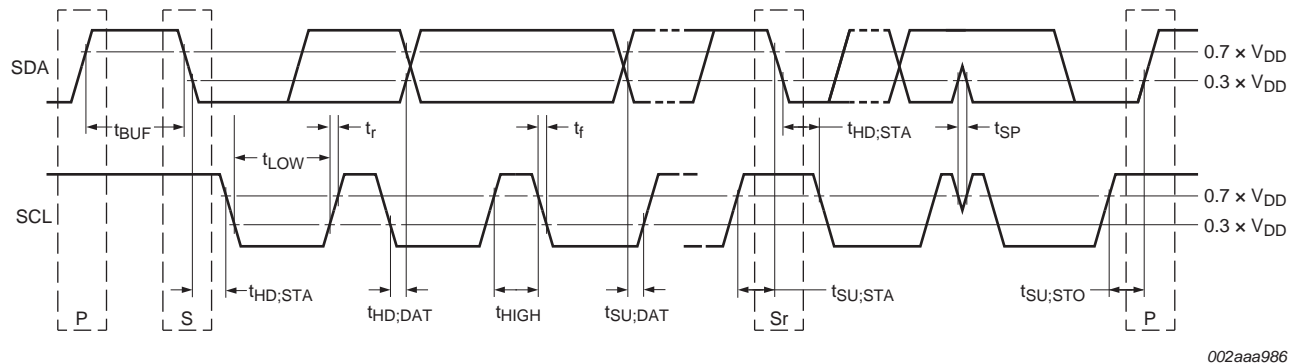 SDA
0.7 × VDD
0.3 × VDD
tBUF
tr
tf
tHD;STA
tSP
tLOW
SCL
0.7 × VDD
0.3 × VDD
tHD;STA
tHD;DAT
tHIGH
tSU;DAT
tSU;STA
tSU;STO
P
S
Sr
P
002aaa986